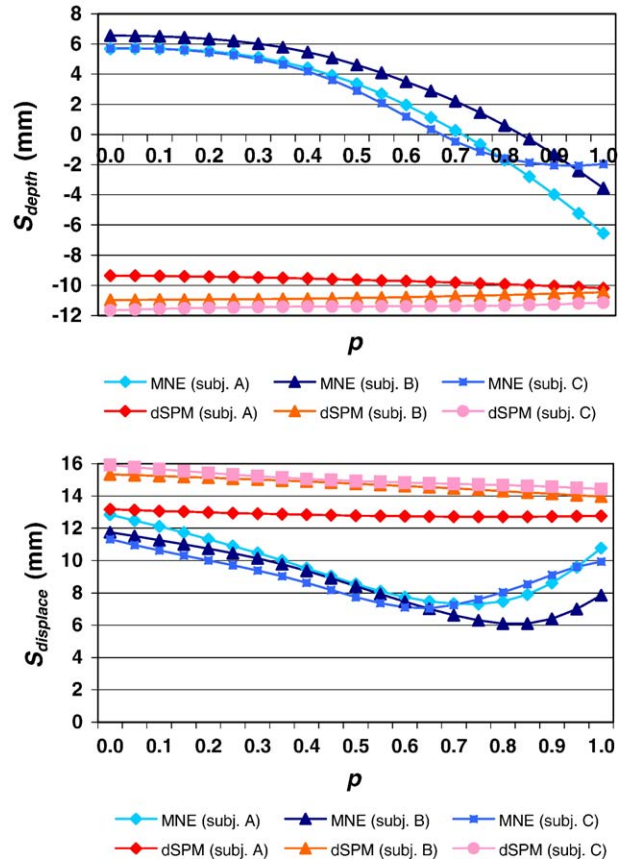 8
6
4
2
0
-2
-4
-6
-8
-10
-12
S_depth (mm)
0.0 0.1 0.2 0.3 0.4 0.5 0.6 0.7 0.8 0.9 1.0
p
MNE (subj. A) MNE (subj. B) MNE (subj. C)
dSPM (subj. A) dSPM (subj. B) dSPM (subj. C)
16
14
12
10
8
6
4
2
0
S_displace (mm)
0.0 0.1 0.2 0.3 0.4 0.5 0.6 0.7 0.8 0.9 1.0
p
MNE (subj. A) MNE (subj. B) MNE (subj. C)
dSPM (subj. A) dSPM (subj. B) dSPM (subj. C)